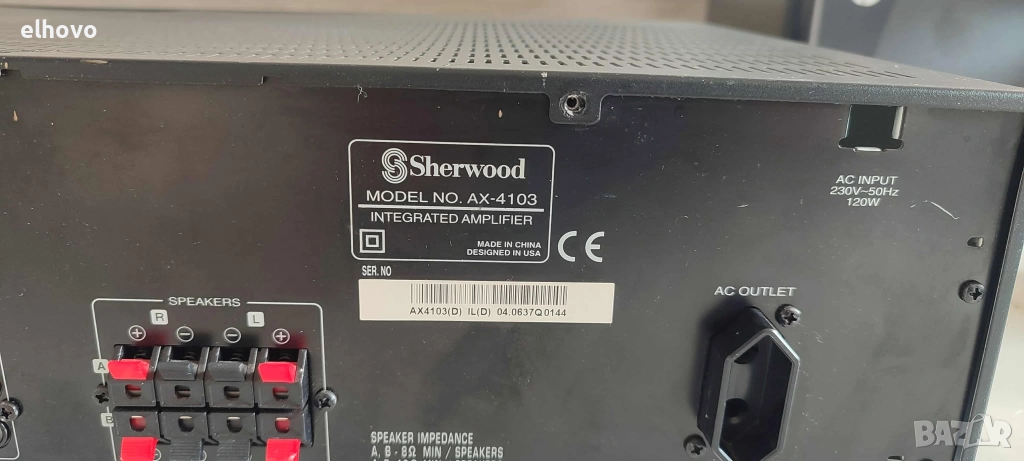 elhovo
Sherwood
MODEL NO. AX-4103
INTEGRATED AMPLIFIER
MADE IN CHINA
DESIGNED IN USA
CE
AC INPUT
230V~50Hz
120W
SER. NO
AX4103(D) IL(D) 04.0637Q0144
AC OUTLET
SPEAKERS
R L
+ − − +
A
B
SPEAKER IMPEDANCE
A, B - 8Ω MIN / SPEAKERS
BAZAR